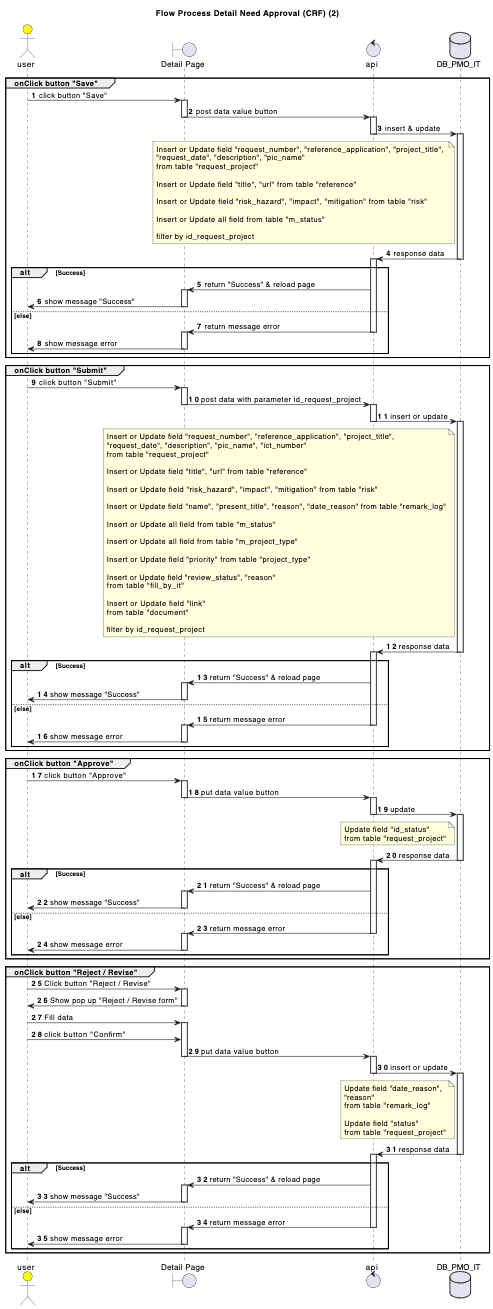 Flow Process Detail Need Approval (CRF) (2)
user
Detail Page
api
DB_PMO_IT
onClick button "Save"
1 click button "Save"
2 post data value button
3 insert & update
Insert or Update field "request_number", "reference_application", "project_title",
"request_date", "description", "pic_name"
from table "request_project"
Insert or Update field "title", "url" from table "reference"
Insert or Update field "risk_hazard", "impact", "mitigation" from table "risk"
Insert or Update all field from table "m_status"
filter by id_request_project
4 response data
alt [Success]
5 return "Success" & reload page
6 show message "Success"
[else]
7 return message error
8 show message error
onClick button "Submit"
9 click button "Submit"
10 post data with parameter id_request_project
11 insert or update
Insert or Update field "request_number", "reference_application", "project_title",
"request_date", "description", "pic_name", "ict_number"
from table "request_project"
Insert or Update field "title", "url" from table "reference"
Insert or Update field "risk_hazard", "impact", "mitigation" from table "risk"
Insert or Update field "name", "present_title", "reason", "date_reason" from table "remark_log"
Insert or Update all field from table "m_status"
Insert or Update all field from table "m_project_type"
Insert or Update field "priority" from table "project_type"
Insert or Update field "review_status", "reason"
from table "fill_by_it"
Insert or Update field "link"
from table "document"
filter by id_request_project
12 response data
alt [Success]
13 return "Success" & reload page
14 show message "Success"
[else]
15 return message error
16 show message error
onClick button "Approve"
17 click button "Approve"
18 put data value button
19 update
Update field "id_status"
from table "request_project"
20 response data
alt [Success]
21 return "Success" & reload page
22 show message "Success"
[else]
23 return message error
24 show message error
onClick button "Reject / Revise"
25 Click button "Reject / Revise"
26 Show pop up "Reject / Revise form"
27 Fill data
28 click button "Confirm"
29 put data value button
30 insert or update
Update field "date_reason",
"reason"
from table "remark_log"
Update field "status"
from table "request_project"
31 response data
alt [Success]
32 return "Success" & reload page
33 show message "Success"
[else]
34 return message error
35 show message error
user
Detail Page
api
DB_PMO_IT